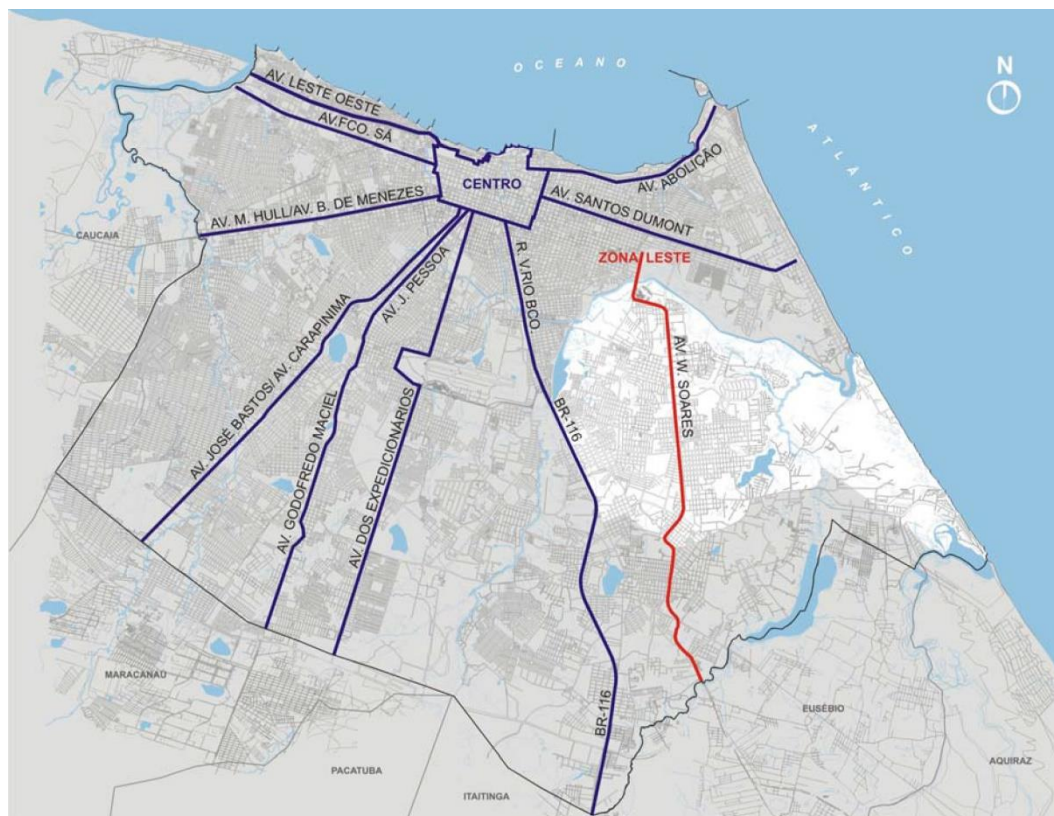 OCEANO
N
ATLÂNTICO
AV. LESTE OESTE
AV.FCO. SÁ
CENTRO
AV. ABOLIÇÃO
AV. M. HULL/AV. B. DE MENEZES
AV. SANTOS DUMONT
CAUCAIA
ZONA LESTE
AV. J. PESSOA
R. V.RIO BCO.
AV. JOSÉ BASTOS/ AV. CARAPINIMA
AV. W. SOARES
BR-116
AV. GODOFREDO MACIEL
AV. DOS EXPEDICIONÁRIOS
MARACANAÚ
BR-116
EUSÉBIO
PACATUBA
ITAITINGA
AQUIRAZ